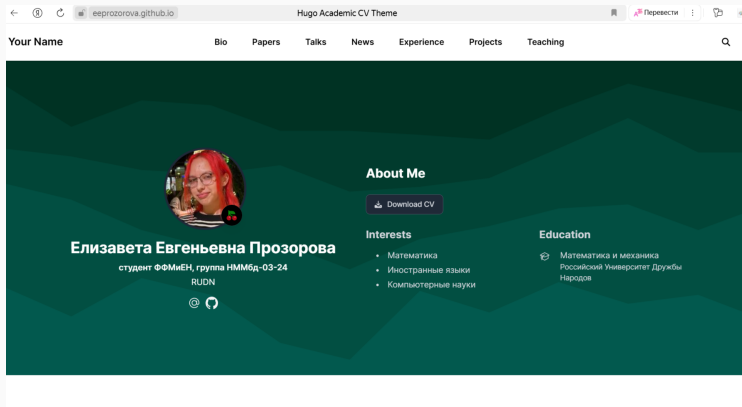 eeprozorova.github.io
Hugo Academic CV Theme
Перевести
Your Name
Bio
Papers
Talks
News
Experience
Projects
Teaching
About Me
Download CV
Елизавета Евгеньевна Прозорова
студент ФФМиЕН, группа НММбд-03-24
RUDN
Interests
• Математика
• Иностранные языки
• Компьютерные науки
Education
Математика и механика
Российский Университет Дружбы
Народов